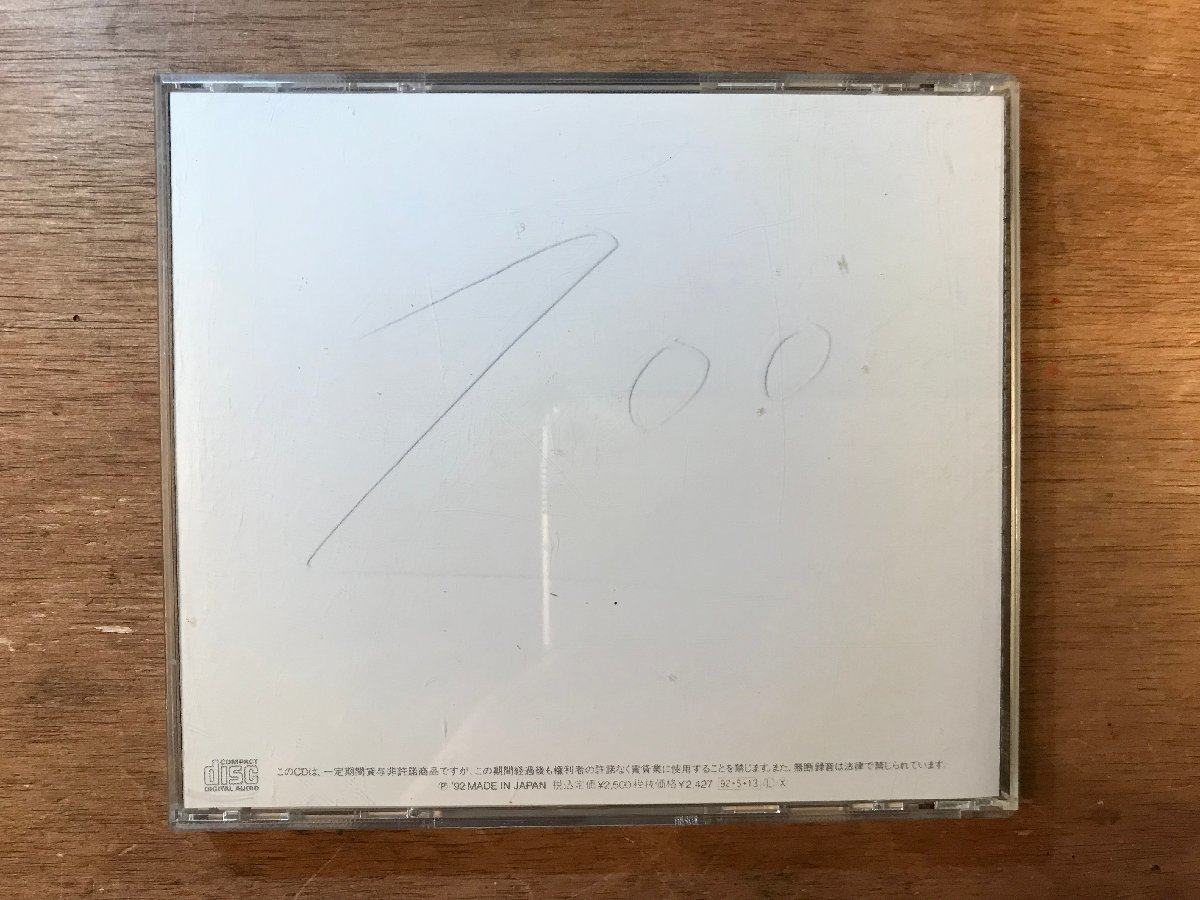 Zoo
COMPACT
disc
DIGITAL AUDIO
このCDは、一定期間貸与非許諾商品ですが、この期間経過後も権利者の許諾なく賃貸業に使用することを禁じます。また、無断録音は法律で禁じられています。
Ⓟ '92 MADE IN JAPAN 税込定価¥2,500 税抜価格¥2,427 92・5・13 (L) X